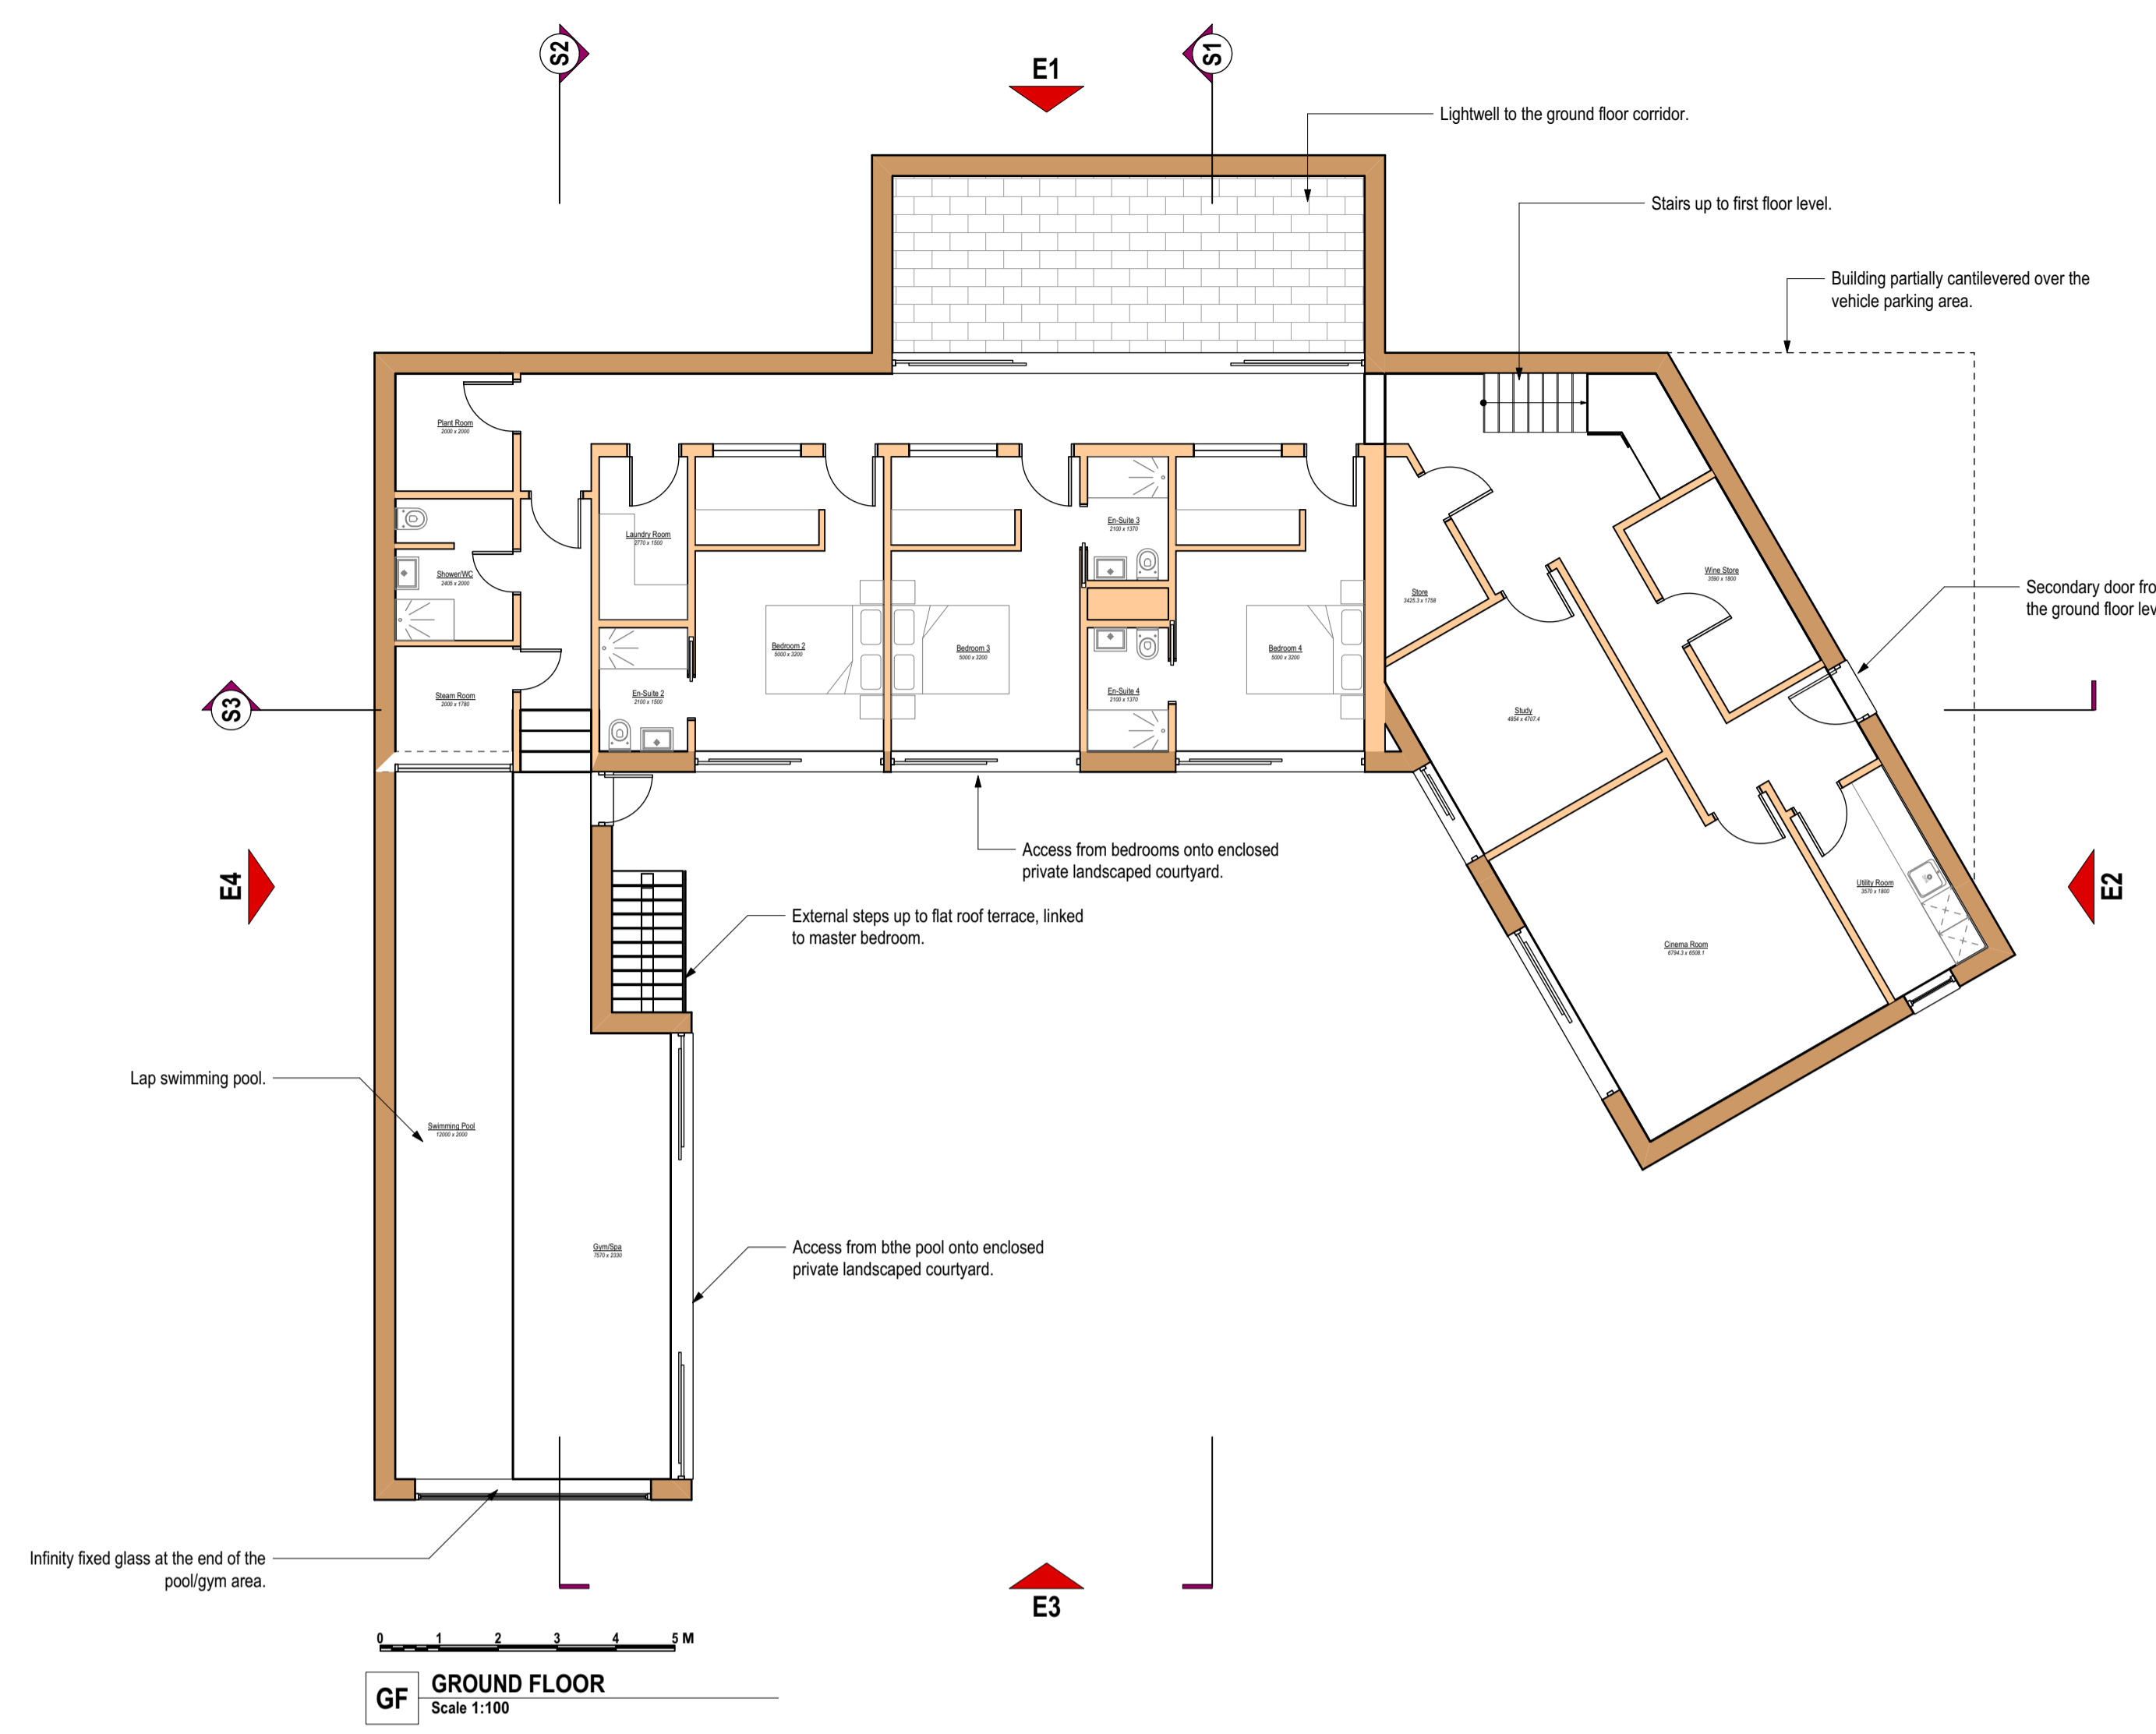 S2
S1
E1
Lightwell to the ground floor corridor.
Stairs up to first floor level.
Building partially cantilevered over the
vehicle parking area.
Plant Room
2000 x 2000
Laundry Room
2770 x 1500
En-Suite 3
2100 x 1370
Shower/WC
2405 x 2000
Store
3425.3 x 1758
Wine Store
3590 x 1800
Secondary door fro
the ground floor lev
Bedroom 2
5000 x 3200
Bedroom 3
5000 x 3200
Bedroom 4
5000 x 3200
Steam Room
2000 x 1780
En-Suite 2
2100 x 1500
En-Suite 4
2100 x 1370
Study
4854 x 4707.4
S3
Access from bedrooms onto enclosed
private landscaped courtyard.
E4
E2
Utility Room
3570 x 1800
External steps up to flat roof terrace, linked
to master bedroom.
Cinema Room
6794.3 x 6508.1
Lap swimming pool.
Swimming Pool
12000 x 2000
Gym/Spa
7570 x 2330
Access from bthe pool onto enclosed
private landscaped courtyard.
Infinity fixed glass at the end of the
pool/gym area.
E3
0 1 2 3 4 5 M
GF
GROUND FLOOR
Scale 1:100